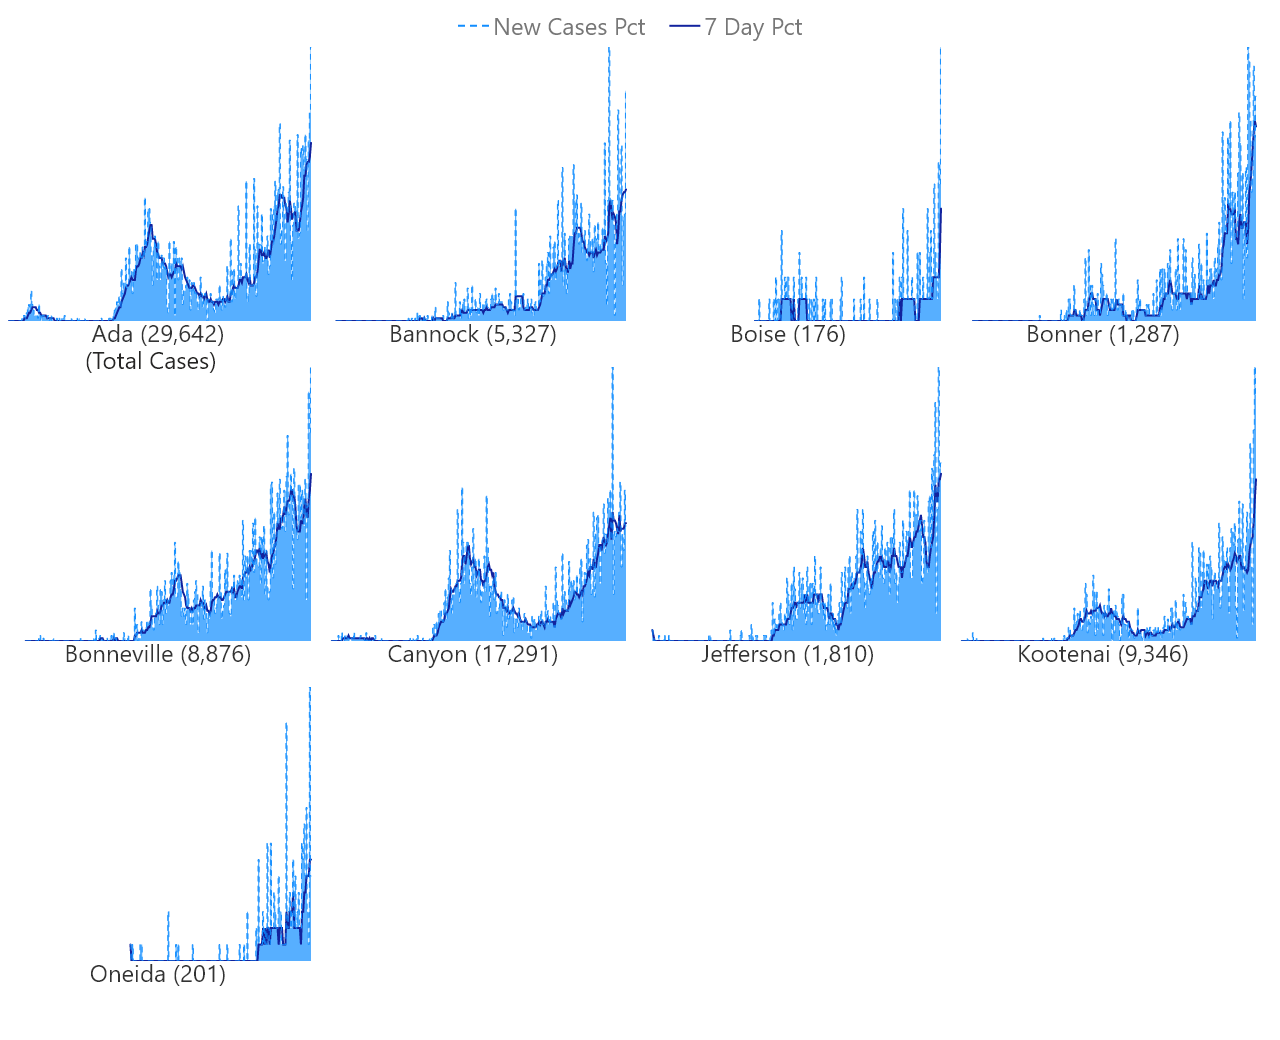 New Cases Pct 7 Day Pct
Ada (29,642)
(Total Cases)
Bannock (5,327)
Boise (176)
Bonner (1,287)
Bonneville (8,876)
Canyon (17,291)
Jefferson (1,810)
Kootenai (9,346)
Oneida (201)